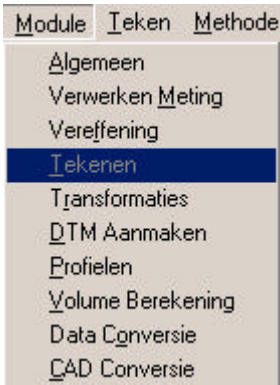 Module Teken Methode
Algemeen
Verwerken Meting
Vereffening
Tekenen
Transformaties
DTM Aanmaken
Profielen
Volume Berekening
Data Conversie
CAD Conversie